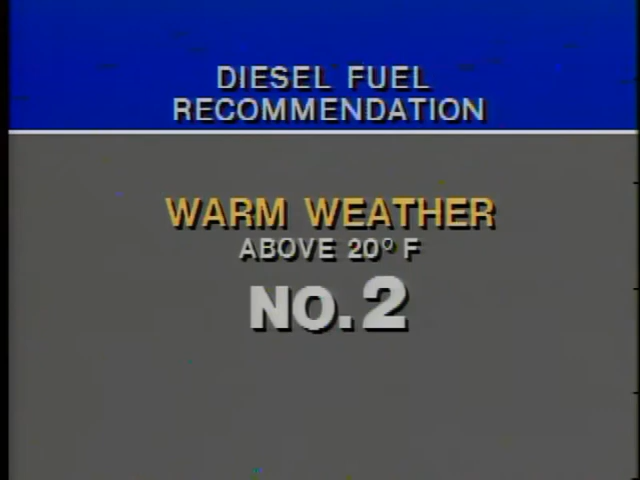 DIESEL FUEL
RECOMMENDATION
WARM WEATHER
ABOVE 20° F
NO.2